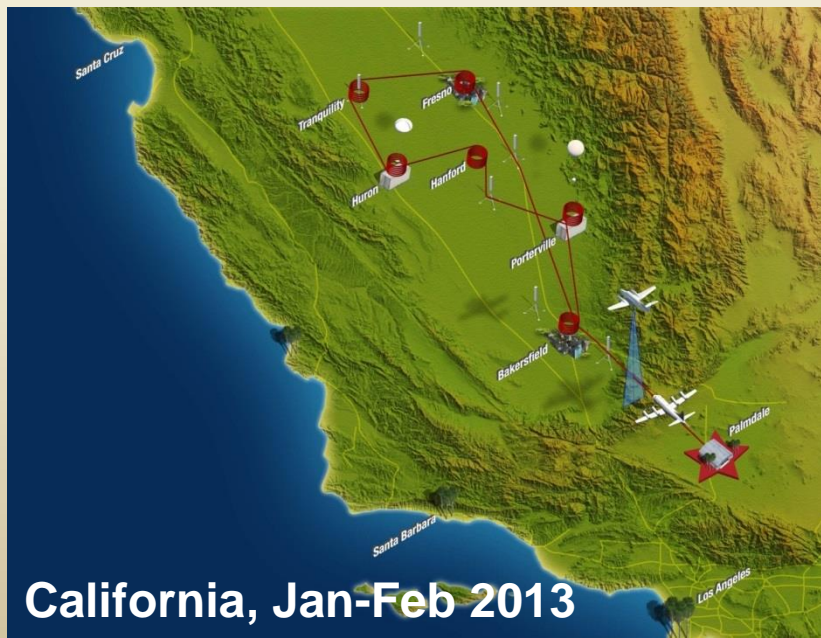 Santa Cruz
Fresno
Tranquility
Hanford
Huron
Porterville
Bakersfield
Palmdale
Santa Barbara
Los Angeles
California, Jan-Feb 2013